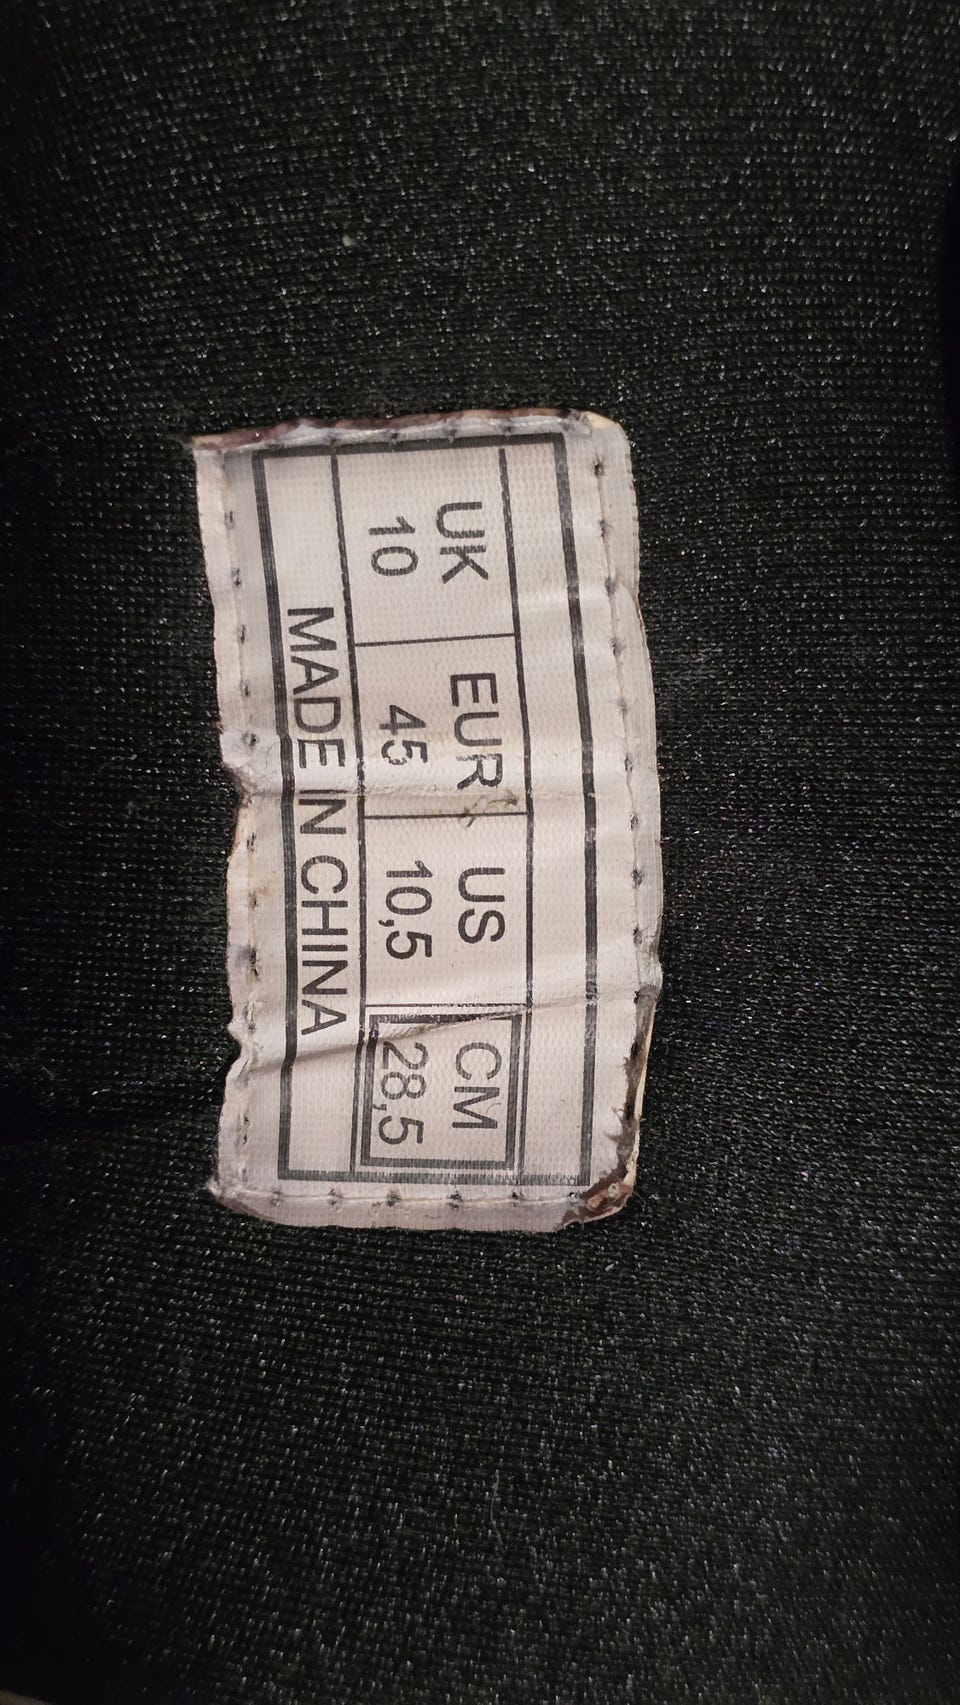 UK EUR US CM
10 45 10,5 28,5
MADE IN CHINA